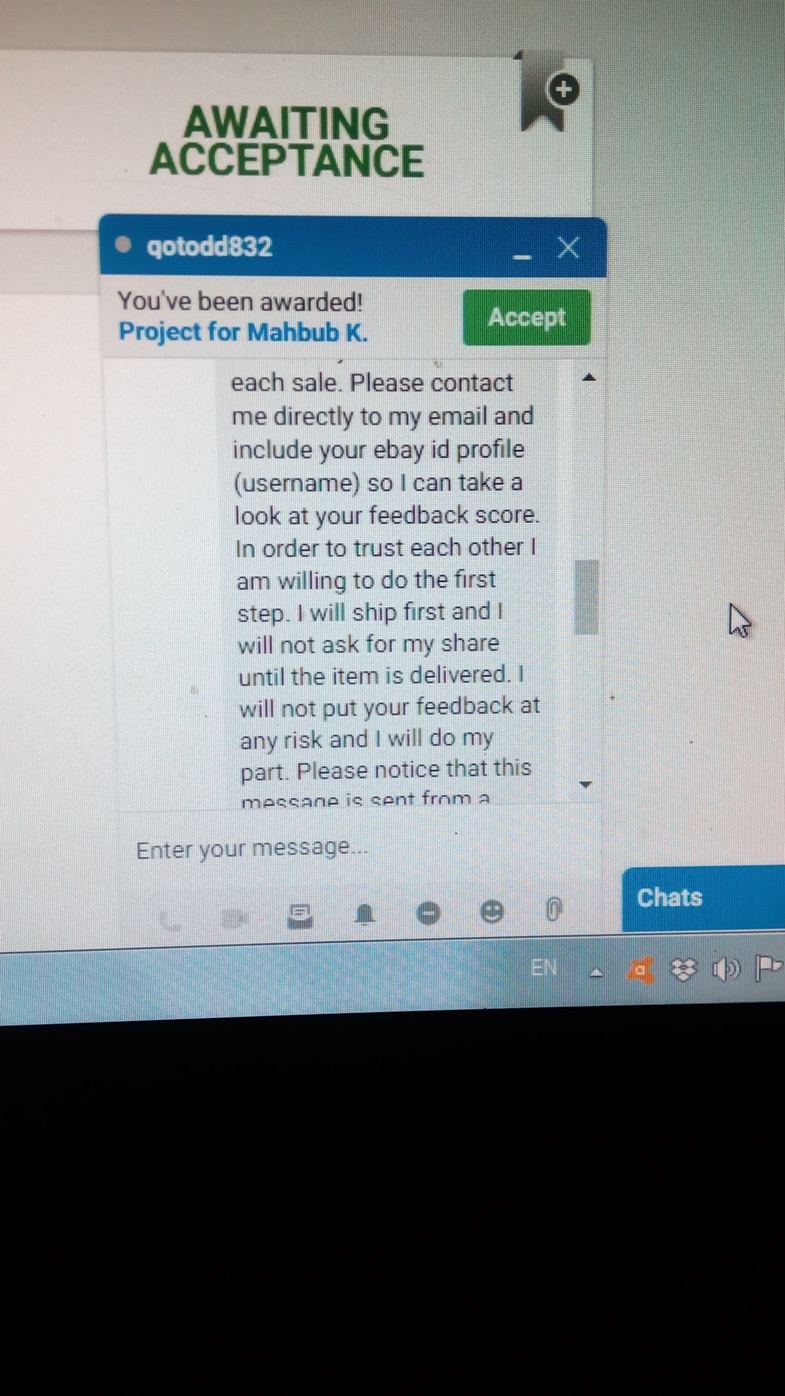 AWAITING
ACCEPTANCE
qotodd832
You've been awarded!
Project for Mahbub K.
Accept
each sale. Please contact
me directly to my email and
include your ebay id profile
(username) so I can take a
look at your feedback score.
In order to trust each other I
am willing to do the first
step. I will ship first and I
will not ask for my share
until the item is delivered. I
will not put your feedback at
any risk and I will do my
part. Please notice that this
message is sent from a
Enter your message...
Chats
EN